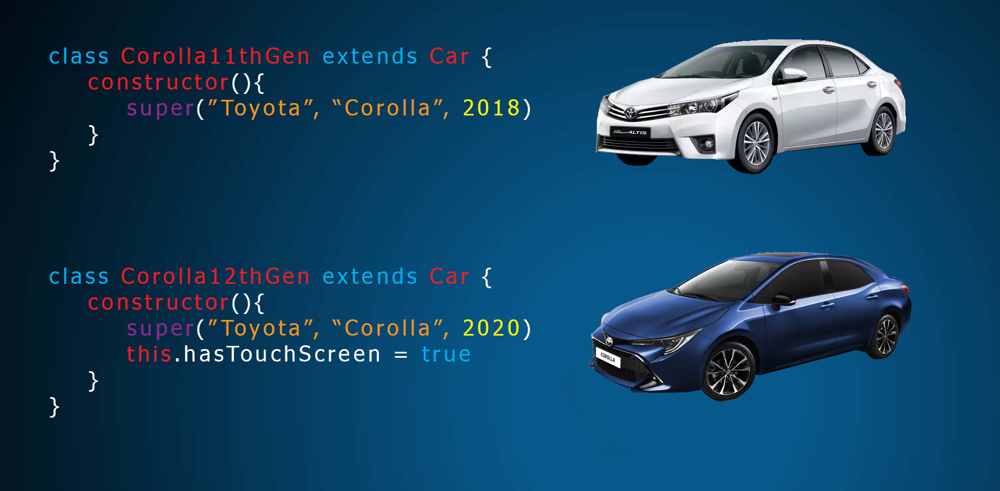 class Corolla11thGen extends Car {
constructor(){
super(”Toyota”, “Corolla”, 2018)
}
}
COROLLA ALTIS
class Corolla12thGen extends Car {
constructor(){
super(”Toyota”, “Corolla”, 2020)
this.hasTouchScreen = true
}
}
COROLLA